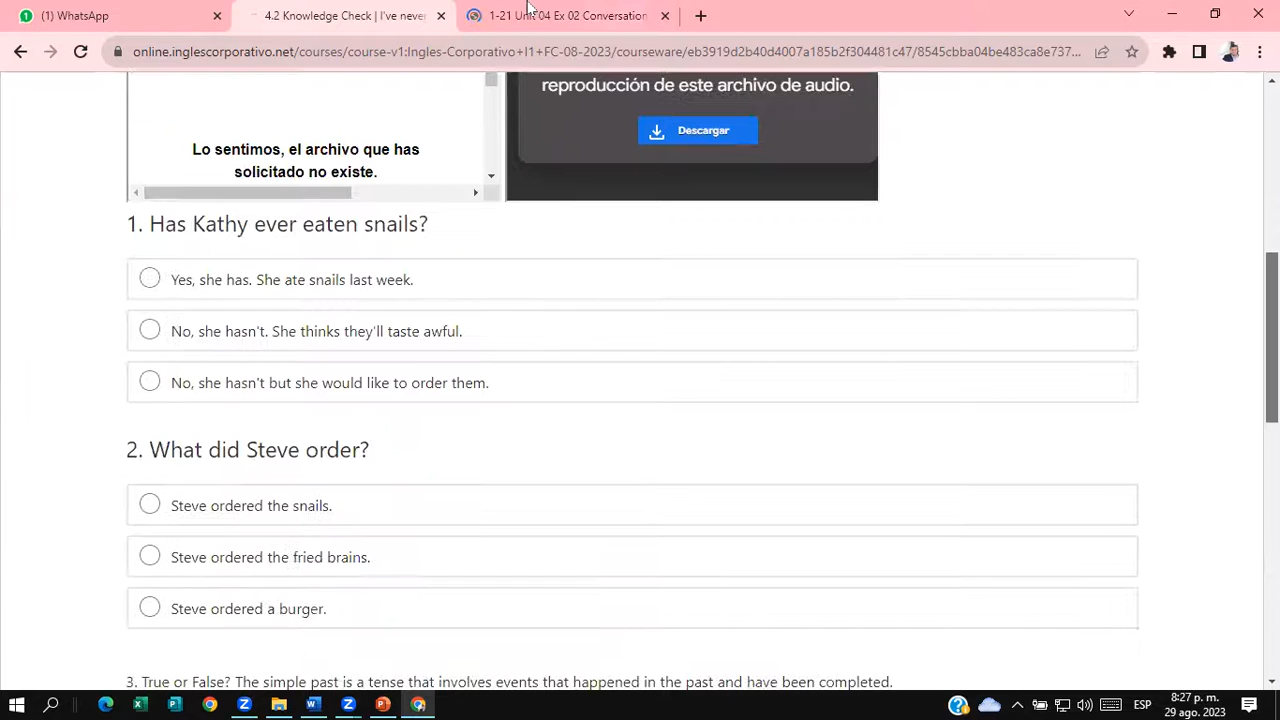 (1) WhatsApp
4.2 Knowledge Check | I've never
1-21 Unit 04 Ex 02 Conversation
online.inglescorporativo.net/courses/course-v1:Ingles-Corporativo+I1+FC-08-2023/courseware/eb3919d2b40d4007a185b2f304481c47/8545cbba04be483ca8e737...
reproducción de este archivo de audio.
Descargar
Lo sentimos, el archivo que has
solicitado no existe.
1. Has Kathy ever eaten snails?
Yes, she has. She ate snails last week.
No, she hasn't. She thinks they'll taste awful.
No, she hasn't but she would like to order them.
2. What did Steve order?
Steve ordered the snails.
Steve ordered the fried brains.
Steve ordered a burger.
3. True or False? The simple past is a tense that involves events that happened in the past and have been completed.
ESP
8:27 p. m.
29 ago. 2023